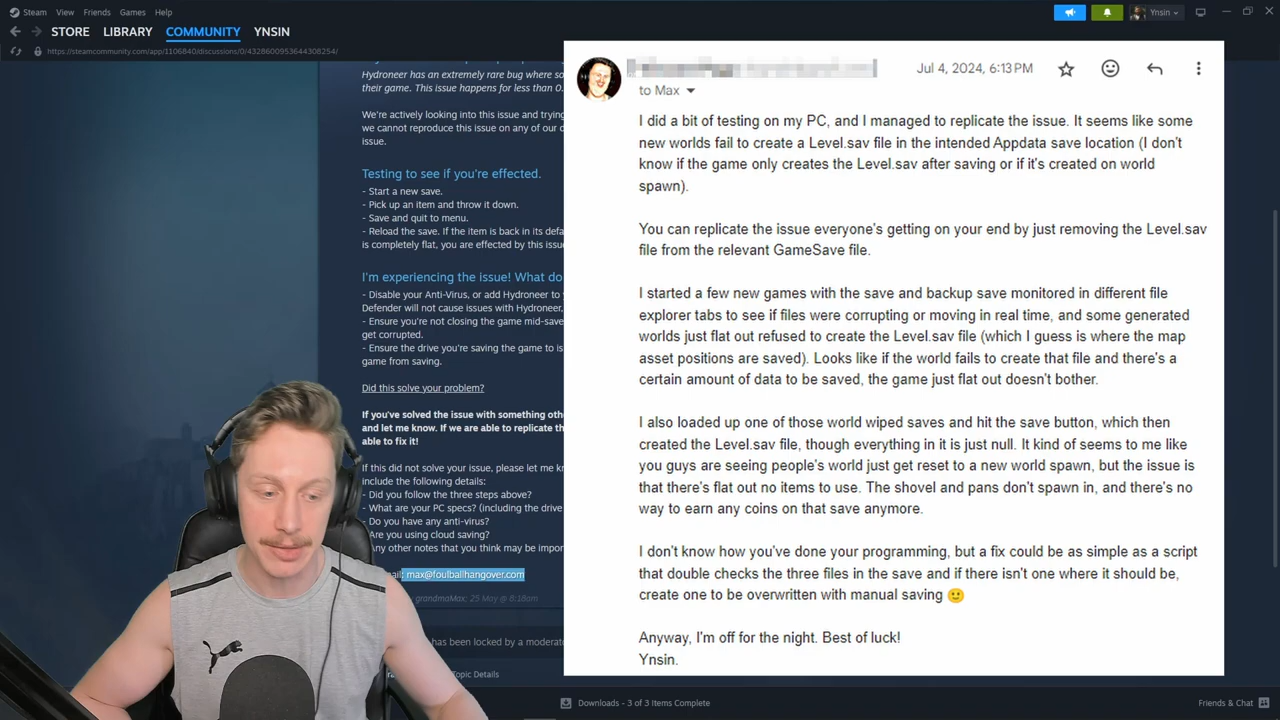 Steam View Friends Games Help
Ynsin
STORE LIBRARY COMMUNITY YNSIN
https://steamcommunity.com/app/1106840/discussions/0/4328600953644308254/
Hydroneer has an extremely rare bug where so
their game. This issue happens for less than 0.
We're actively looking into this issue and trying
we cannot reproduce this issue on any of our
issue.
Testing to see if you're effected.
- Start a new save.
- Pick up an item and throw it down.
- Save and quit to menu.
- Reload the save. If the item is back in its defa
is completely flat, you are effected by this issu
I'm experiencing the issue! What do
- Disable your Anti-Virus, or add Hydroneer to
Defender will not cause issues with Hydroneer,
- Ensure you're not closing the game mid-save
get corrupted.
- Ensure the drive you're saving the game to is
game from saving.
Did this solve your problem?
If you've solved the issue with something othe
and let me know. If we are able to replicate th
able to fix it!
If this did not solve your issue, please let me kn
include the following details:
- Did you follow the three steps above?
- What are your PC specs? (including the drive
- Do you have any anti-virus?
- Are you using cloud saving?
Any other notes that you think may be impor
: max@foulballhangover.com
grandmaMax; 25 May @ 8:18am
has been locked by a moderato
Topic Details
Jul 4, 2024, 6:13 PM
to Max
I did a bit of testing on my PC, and I managed to replicate the issue. It seems like some
new worlds fail to create a Level.sav file in the intended Appdata save location (I don't
know if the game only creates the Level.sav after saving or if it's created on world
spawn).
You can replicate the issue everyone's getting on your end by just removing the Level.sav
file from the relevant GameSave file.
I started a few new games with the save and backup save monitored in different file
explorer tabs to see if files were corrupting or moving in real time, and some generated
worlds just flat out refused to create the Level.sav file (which I guess is where the map
asset positions are saved). Looks like if the world fails to create that file and there's a
certain amount of data to be saved, the game just flat out doesn't bother.
I also loaded up one of those world wiped saves and hit the save button, which then
created the Level.sav file, though everything in it is just null. It kind of seems to me like
you guys are seeing people's world just get reset to a new world spawn, but the issue is
that there's flat out no items to use. The shovel and pans don't spawn in, and there's no
way to earn any coins on that save anymore.
I don't know how you've done your programming, but a fix could be as simple as a script
that double checks the three files in the save and if there isn't one where it should be,
create one to be overwritten with manual saving 🙂
Anyway, I'm off for the night. Best of luck!
Ynsin.
Downloads - 3 of 3 Items Complete
Friends & Chat